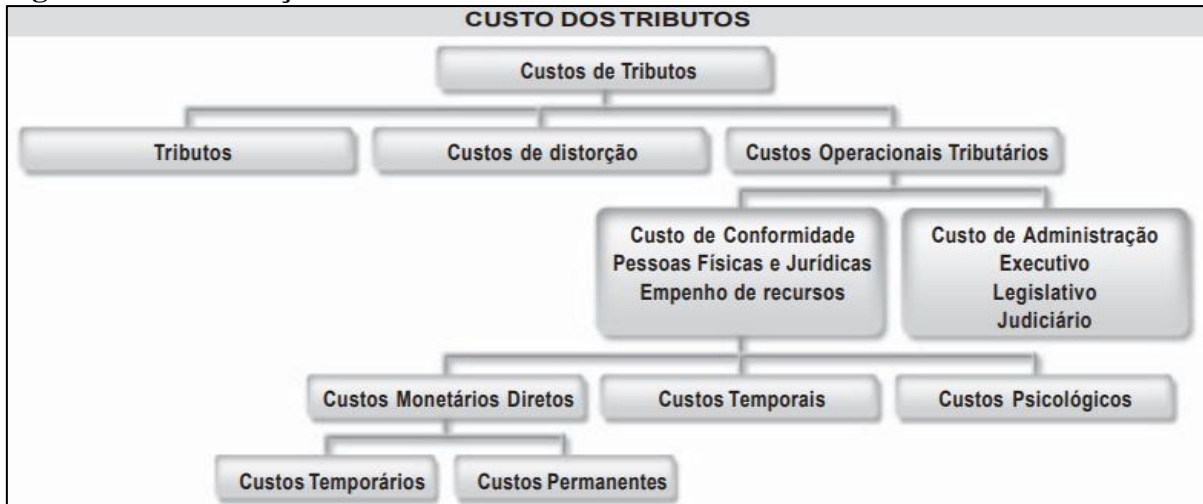 CUSTO DOS TRIBUTOS
Custos de Tributos
Tributos
Custos de distorção
Custos Operacionais Tributários
Custo de Conformidade
Pessoas Físicas e Jurídicas
Empenho de recursos
Custo de Administração
Executivo
Legislativo
Judiciário
Custos Monetários Diretos
Custos Temporais
Custos Psicológicos
Custos Temporários
Custos Permanentes